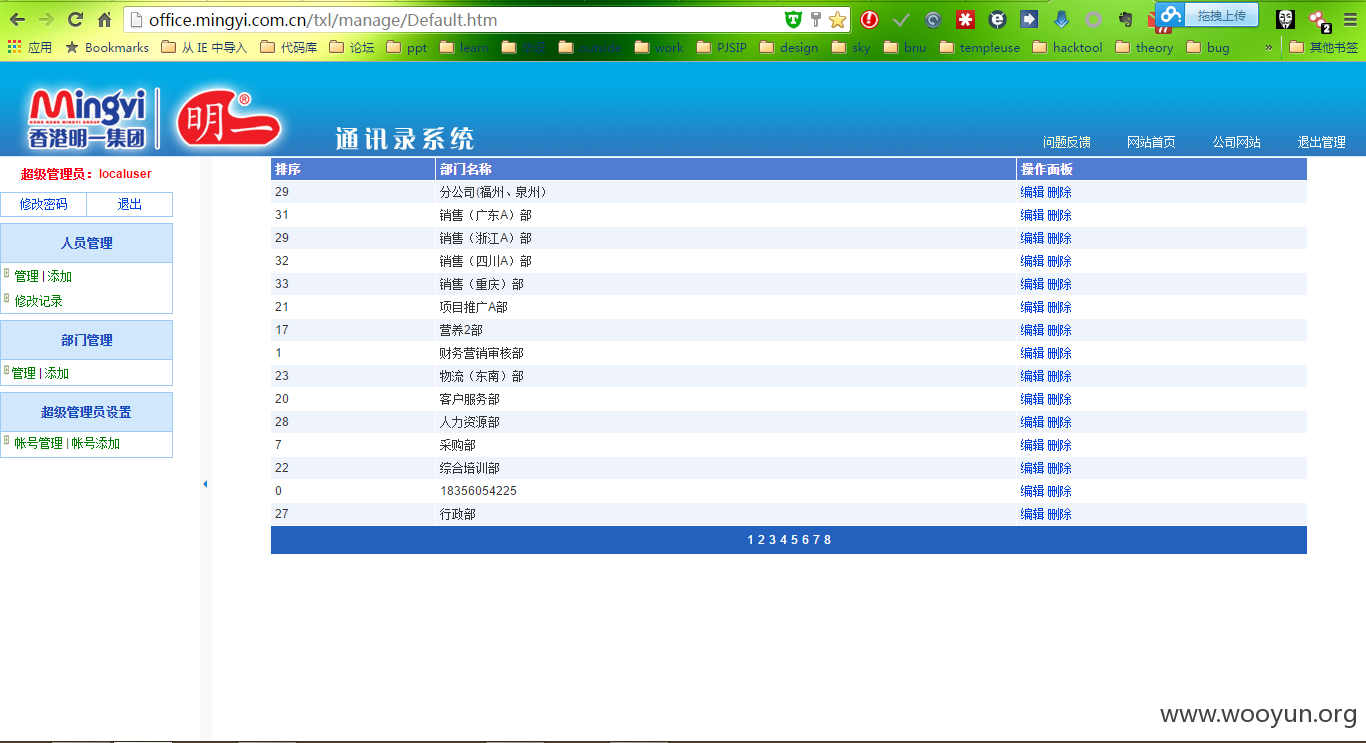 office.mingyi.com.cn/txl/manage/Default.htm
拖拽上传
2
应用 Bookmarks 从 IE 中导入 代码库 论坛 ppt learn work PJSIP design sky bnu templeuse hacktool theory bug » 其他书签
Mingyi
HONG KONG MINGYI GROUP
香港明一集团
明一®
通讯录系统
问题反馈 网站首页 公司网站 退出管理
超级管理员：localuser
修改密码 退出
人员管理
管理 | 添加
修改记录
部门管理
管理 | 添加
超级管理员设置
帐号管理 | 帐号添加
排序 部门名称 操作面板
29 分公司(福州、泉州） 编辑 删除
31 销售（广东A）部 编辑 删除
29 销售（浙江A）部 编辑 删除
32 销售（四川A）部 编辑 删除
33 销售（重庆）部 编辑 删除
21 项目推广A部 编辑 删除
17 营养2部 编辑 删除
1 财务营销审核部 编辑 删除
23 物流（东南）部 编辑 删除
20 客户服务部 编辑 删除
28 人力资源部 编辑 删除
7 采购部 编辑 删除
22 综合培训部 编辑 删除
0 18356054225 编辑 删除
27 行政部 编辑 删除
1 2 3 4 5 6 7 8
www.wooyun.org